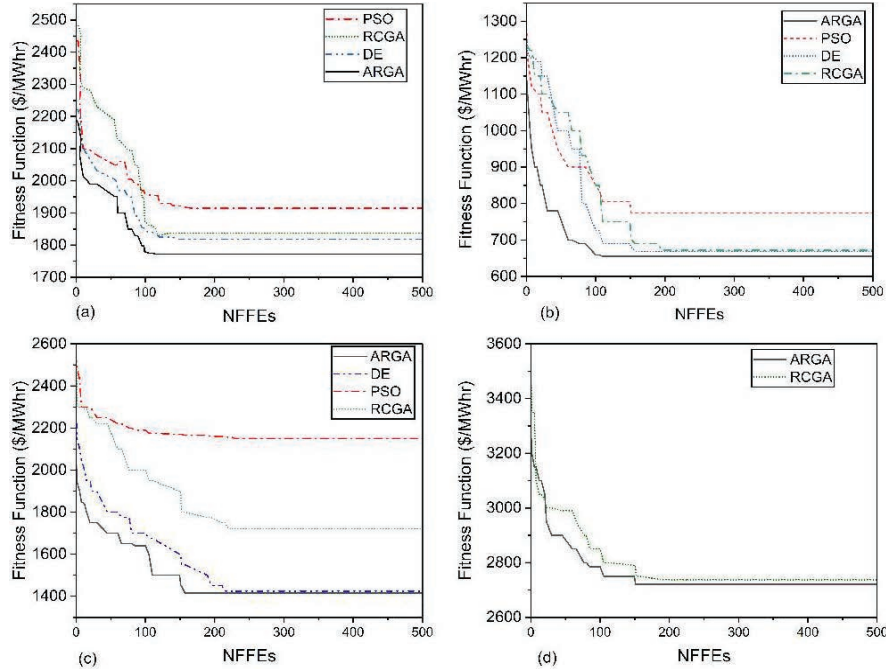 2500
2400
2300
2200
2100
2000
1900
1800
1700
Fitness Function ($/MWhr)
PSO
RCGA
DE
ARGA
0 100 200 300 400 500
(a)
NFFEs
1300
1200
1100
1000
900
800
700
600
Fitness Function ($/MWhr)
ARGA
PSO
DE
RCGA
0 100 200 300 400 500
(b)
NFFEs
2600
2400
2200
2000
1800
1600
1400
Fitness Function ($/MWhr)
ARGA
DE
PSO
RCGA
0 100 200 300 400 500
(c)
NFFEs
3600
3400
3200
3000
2800
2600
Fitness Function ($/MWhr)
ARGA
RCGA
0 100 200 300 400 500
(d)
NFFEs